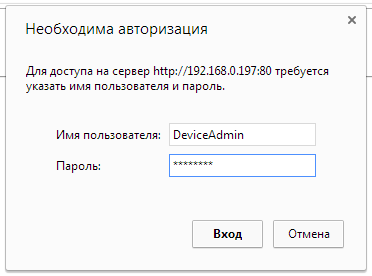 Необходима авторизация
Для доступа на сервер http://192.168.0.197:80 требуется
указать имя пользователя и пароль.
Имя пользователя: DeviceAdmin
Пароль: ********
Вход Отмена